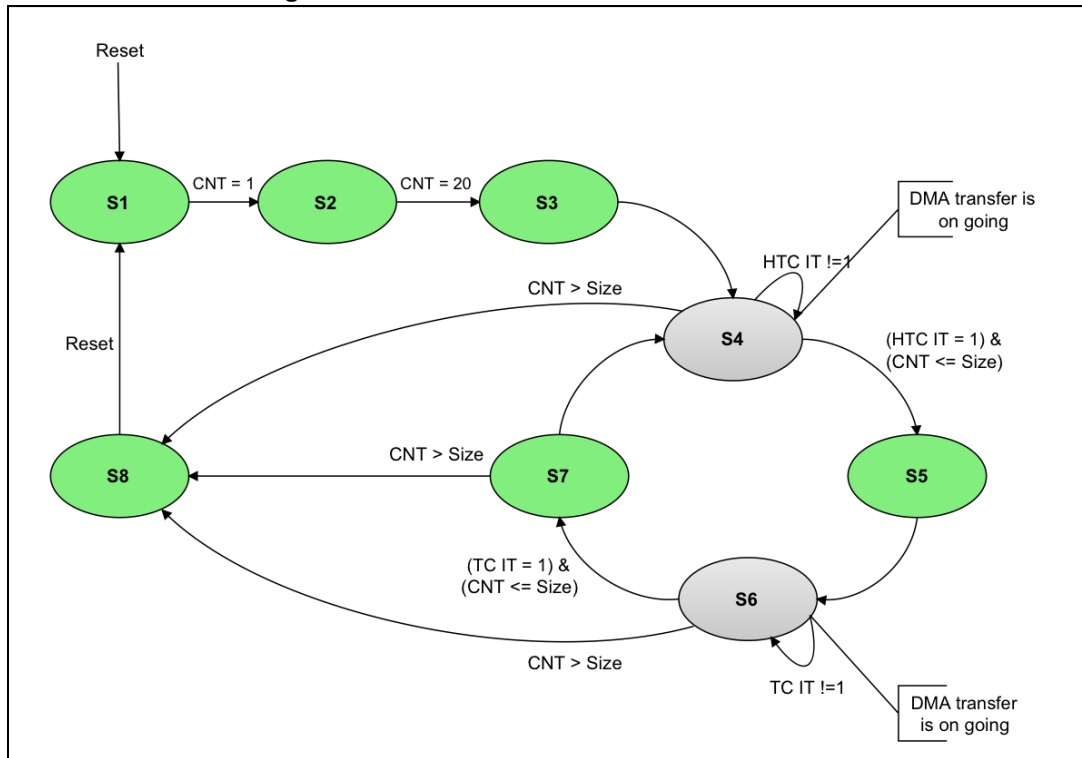 Reset
S1
CNT = 1
S2
CNT = 20
S3
DMA transfer is
on going
HTC IT !=1
CNT > Size
S4
(HTC IT = 1) &
(CNT <= Size)
Reset
S8
CNT > Size
S7
S5
(TC IT = 1) &
(CNT <= Size)
S6
CNT > Size
TC IT !=1
DMA transfer
is on going